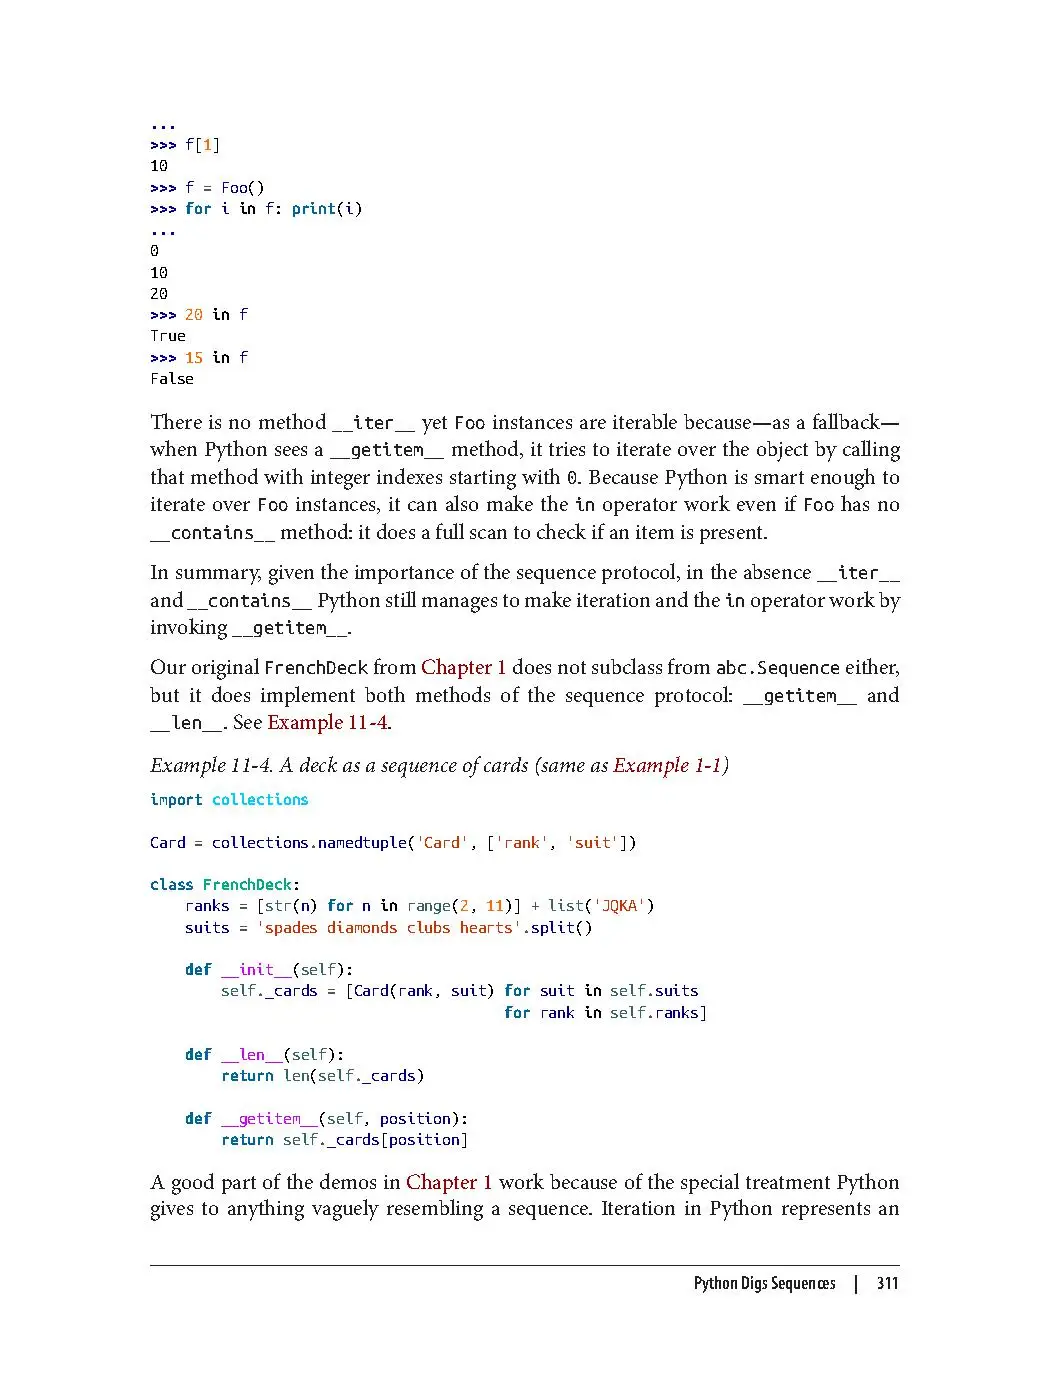 ...
>>> f[1]
10
>>> f = Foo()
>>> for i in f: print(i)
...
0
10
20
>>> 20 in f
True
>>> 15 in f
False
There is no method __iter__ yet Foo instances are iterable because—as a fallback—
when Python sees a __getitem__ method, it tries to iterate over the object by calling
that method with integer indexes starting with 0. Because Python is smart enough to
iterate over Foo instances, it can also make the in operator work even if Foo has no
__contains__ method: it does a full scan to check if an item is present.
In summary, given the importance of the sequence protocol, in the absence __iter__
and __contains__ Python still manages to make iteration and the in operator work by
invoking __getitem__.
Our original FrenchDeck from Chapter 1 does not subclass from abc.Sequence either,
but it does implement both methods of the sequence protocol: __getitem__ and
__len__. See Example 11-4.
Example 11-4. A deck as a sequence of cards (same as Example 1-1)
import collections
Card = collections.namedtuple('Card', ['rank', 'suit'])
class FrenchDeck:
    ranks = [str(n) for n in range(2, 11)] + list('JQKA')
    suits = 'spades diamonds clubs hearts'.split()
    def __init__(self):
        self._cards = [Card(rank, suit) for suit in self.suits
                                        for rank in self.ranks]
    def __len__(self):
        return len(self._cards)
    def __getitem__(self, position):
        return self._cards[position]
A good part of the demos in Chapter 1 work because of the special treatment Python
gives to anything vaguely resembling a sequence. Iteration in Python represents an
Python Digs Sequences | 311